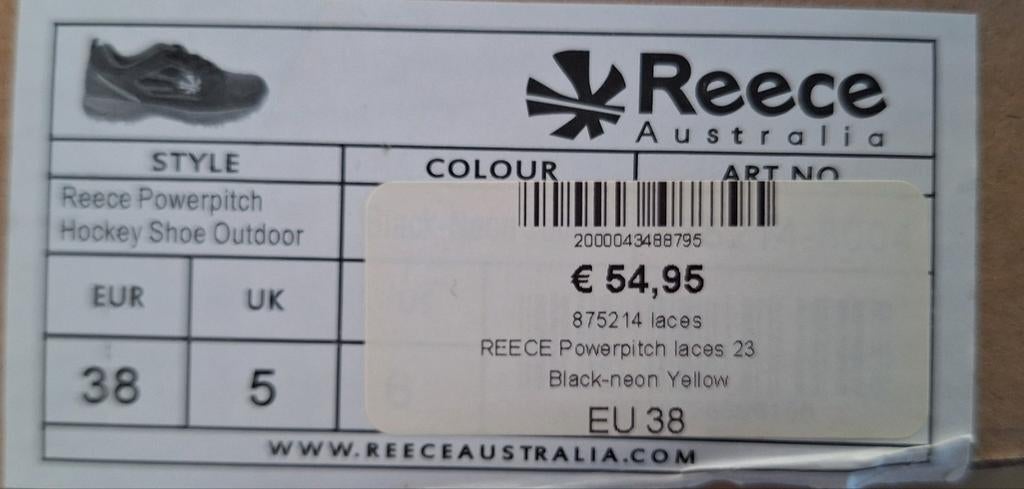 Reece
Australia
STYLE
COLOUR
ART NO
Reece Powerpitch
Hockey Shoe Outdoor
EUR
UK
38
5
2000043488795
€ 54,95
875214 laces
REECE Powerpitch laces 23
Black-neon Yellow
EU 38
WWW.REECEAUSTRALIA.COM